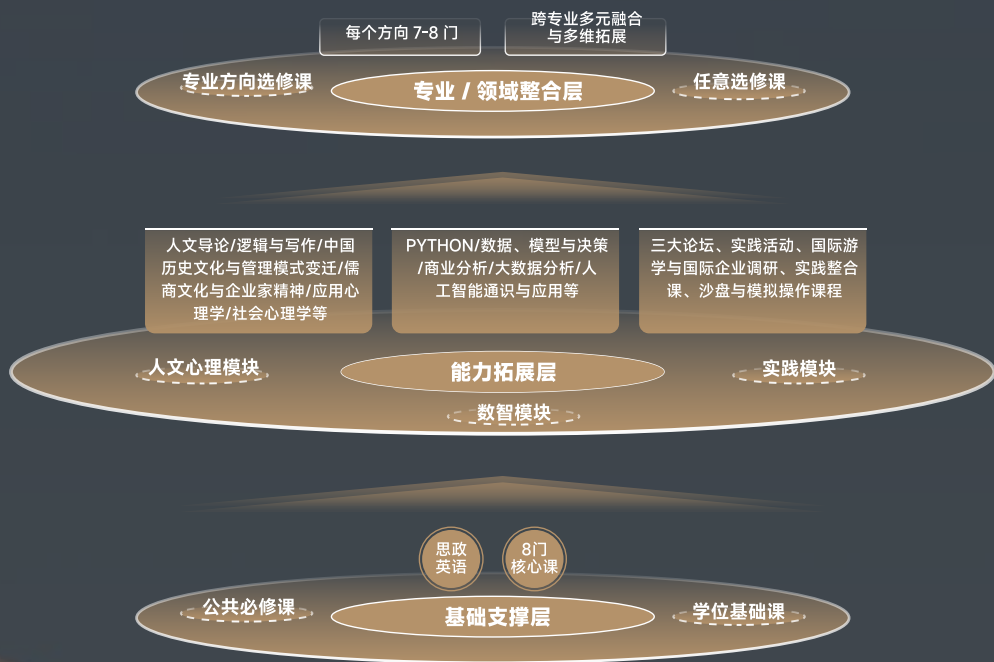 每个方向 7-8 门
跨专业多元融合
与多维拓展
专业方向选修课
专业 / 领域整合层
任意选修课
人文导论/逻辑与写作/中国
历史文化与管理模式变迁/儒
商文化与企业家精神/应用心
理学/社会心理学等
PYTHON/数据、模型与决策
/商业分析/大数据分析/人
工智能通识与应用等
三大论坛、实践活动、国际游
学与国际企业调研、实践整合
课、沙盘与模拟操作课程
人文心理模块
能力拓展层
实践模块
数智模块
思政
英语
8门
核心课
公共必修课
基础支撑层
学位基础课